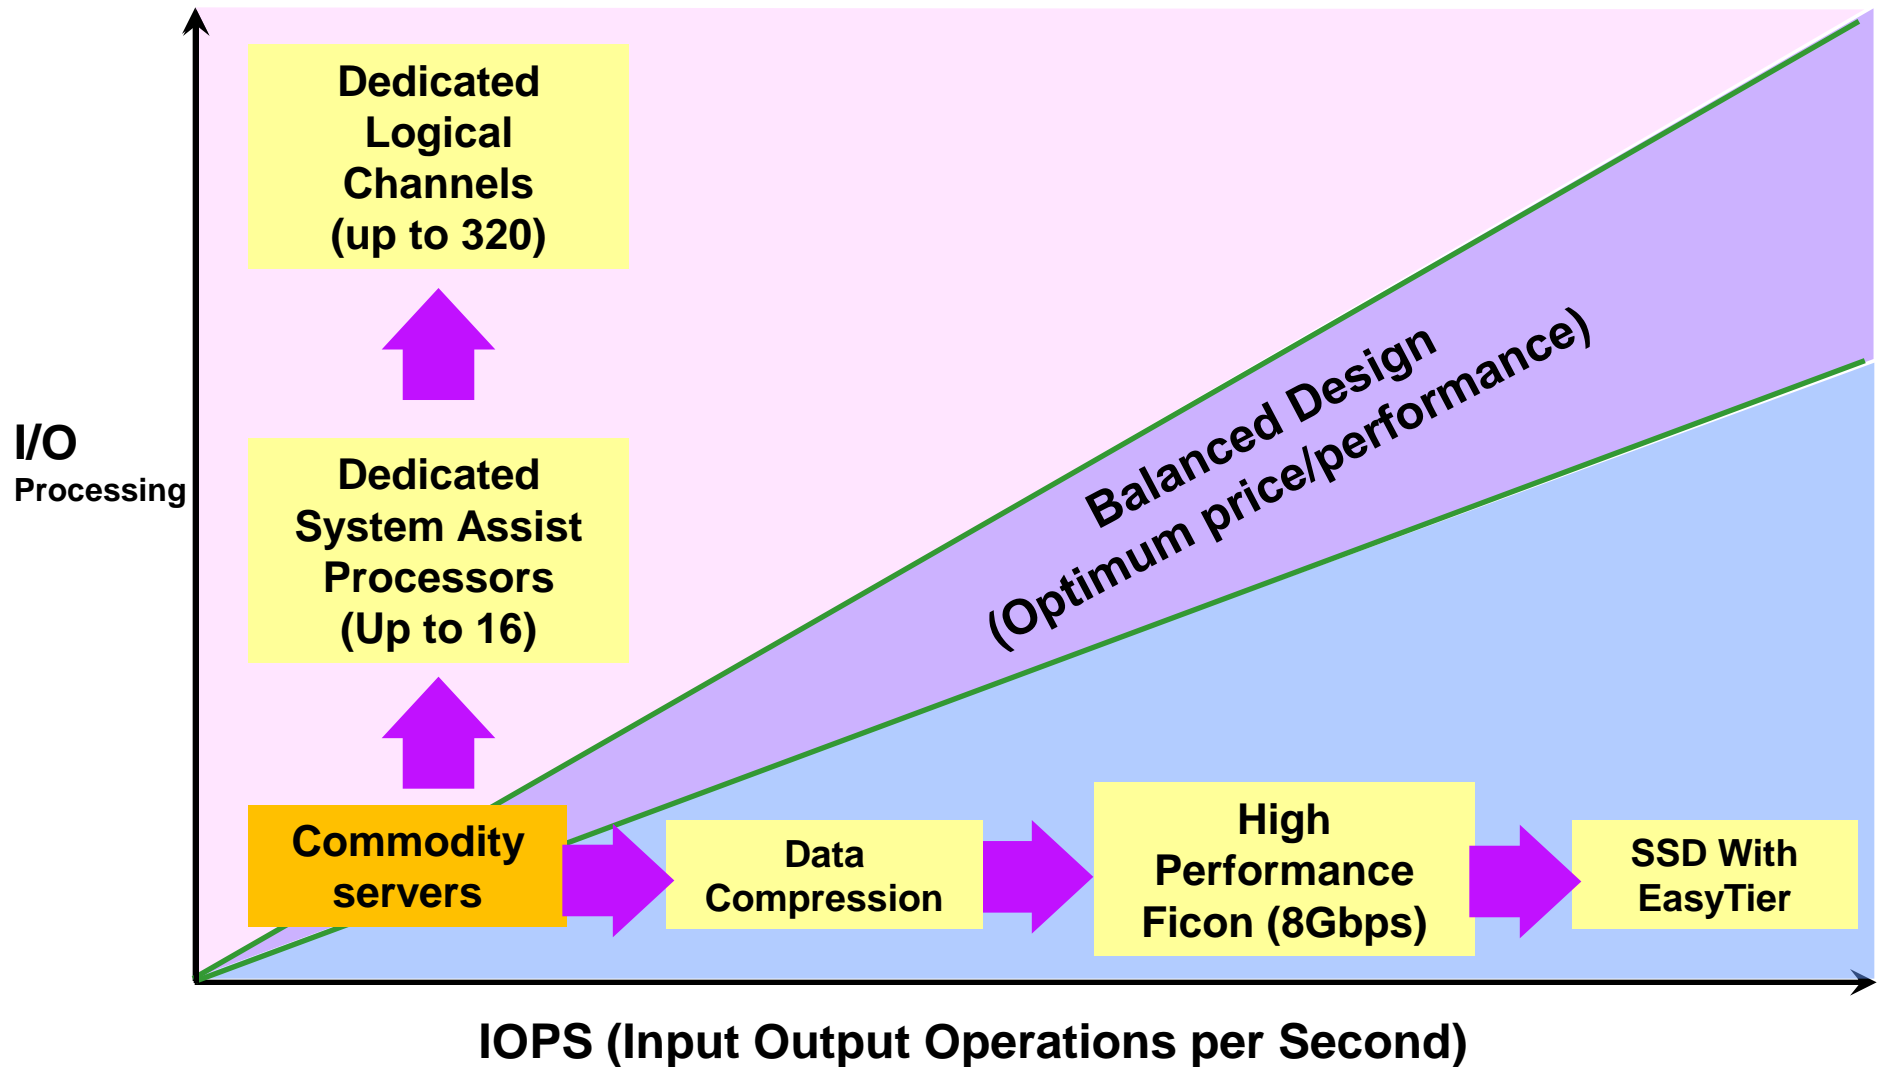 Dedicated
Logical
Channels
(up to 320)
I/O
Processing
Dedicated
System Assist
Processors
(Up to 16)
Balanced Design
(Optimum price/performance)
Commodity
servers
Data
Compression
High
Performance
Ficon (8Gbps)
SSD With
EasyTier
IOPS (Input Output Operations per Second)